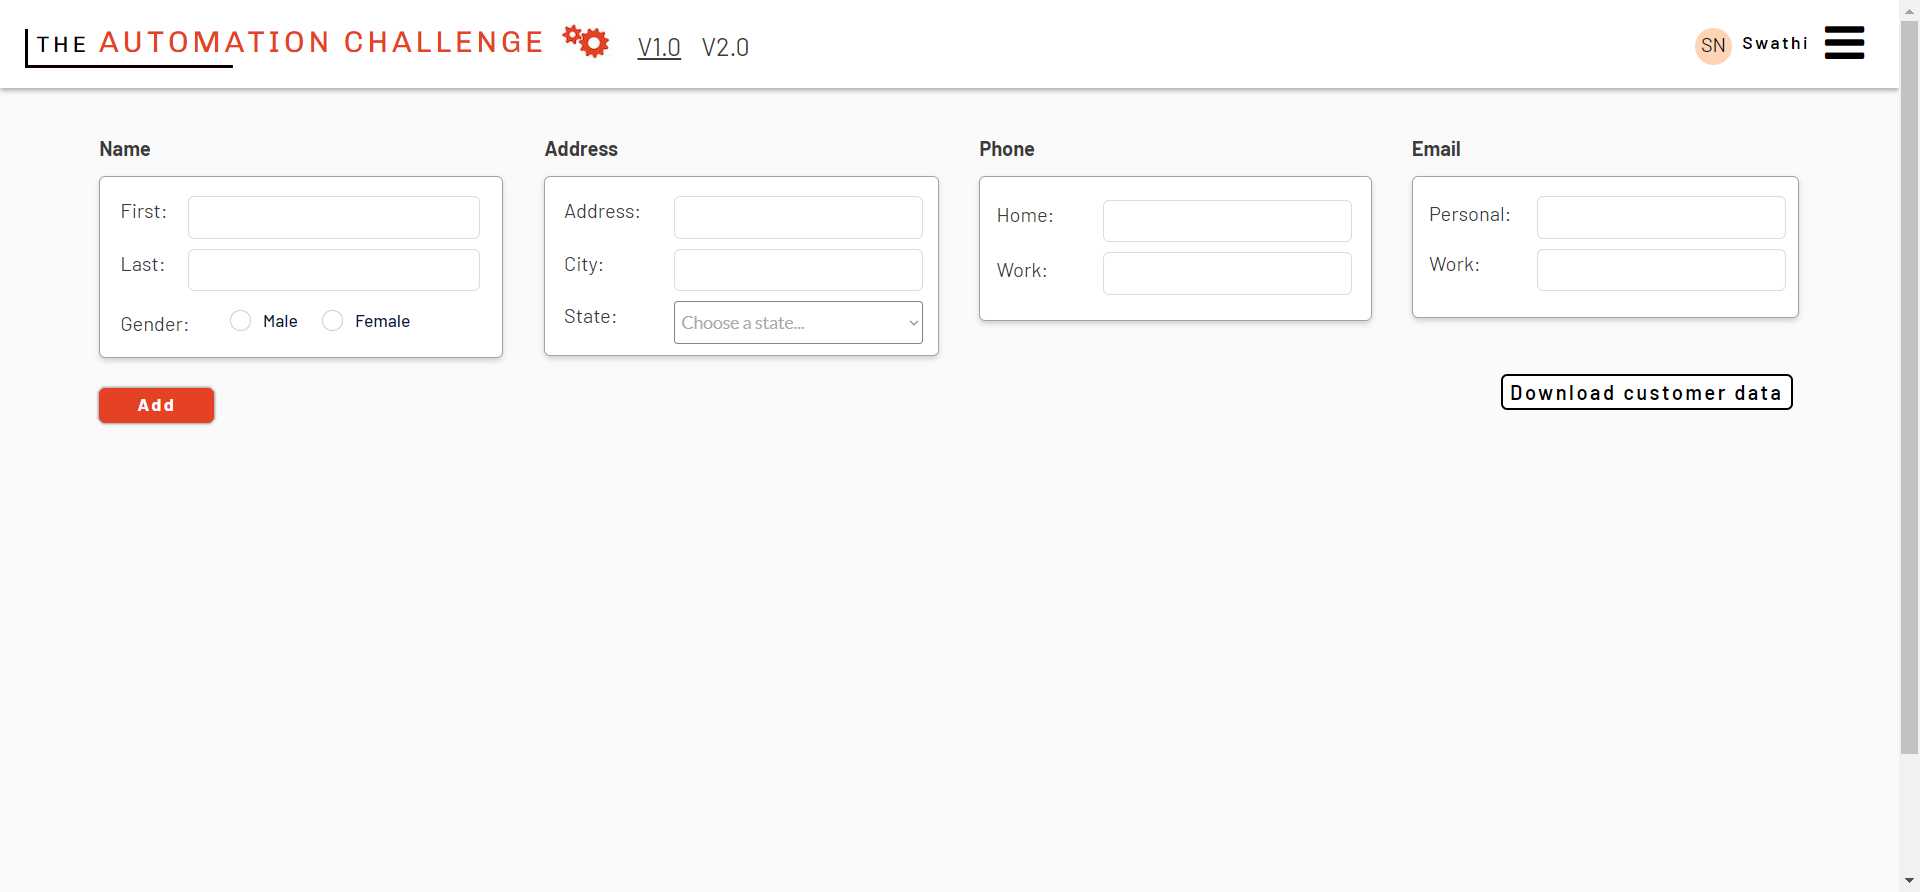 THE AUTOMATION CHALLENGE V1.0 V2.0 SN Swathi
Name
First:
Last:
Gender: Male Female
Address
Address:
City:
State: Choose a state...
Phone
Home:
Work:
Email
Personal:
Work:
Add
Download customer data